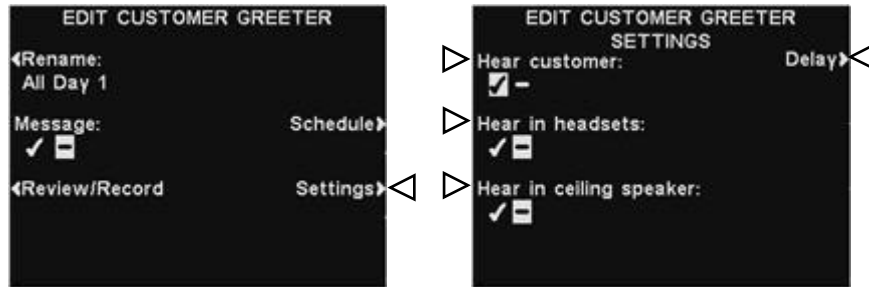 EDIT CUSTOMER GREETER
Rename:
All Day 1
Message:
Schedule
Review/Record
Settings
EDIT CUSTOMER GREETER
SETTINGS
Hear customer:
Delay
Hear in headsets:
Hear in ceiling speaker: